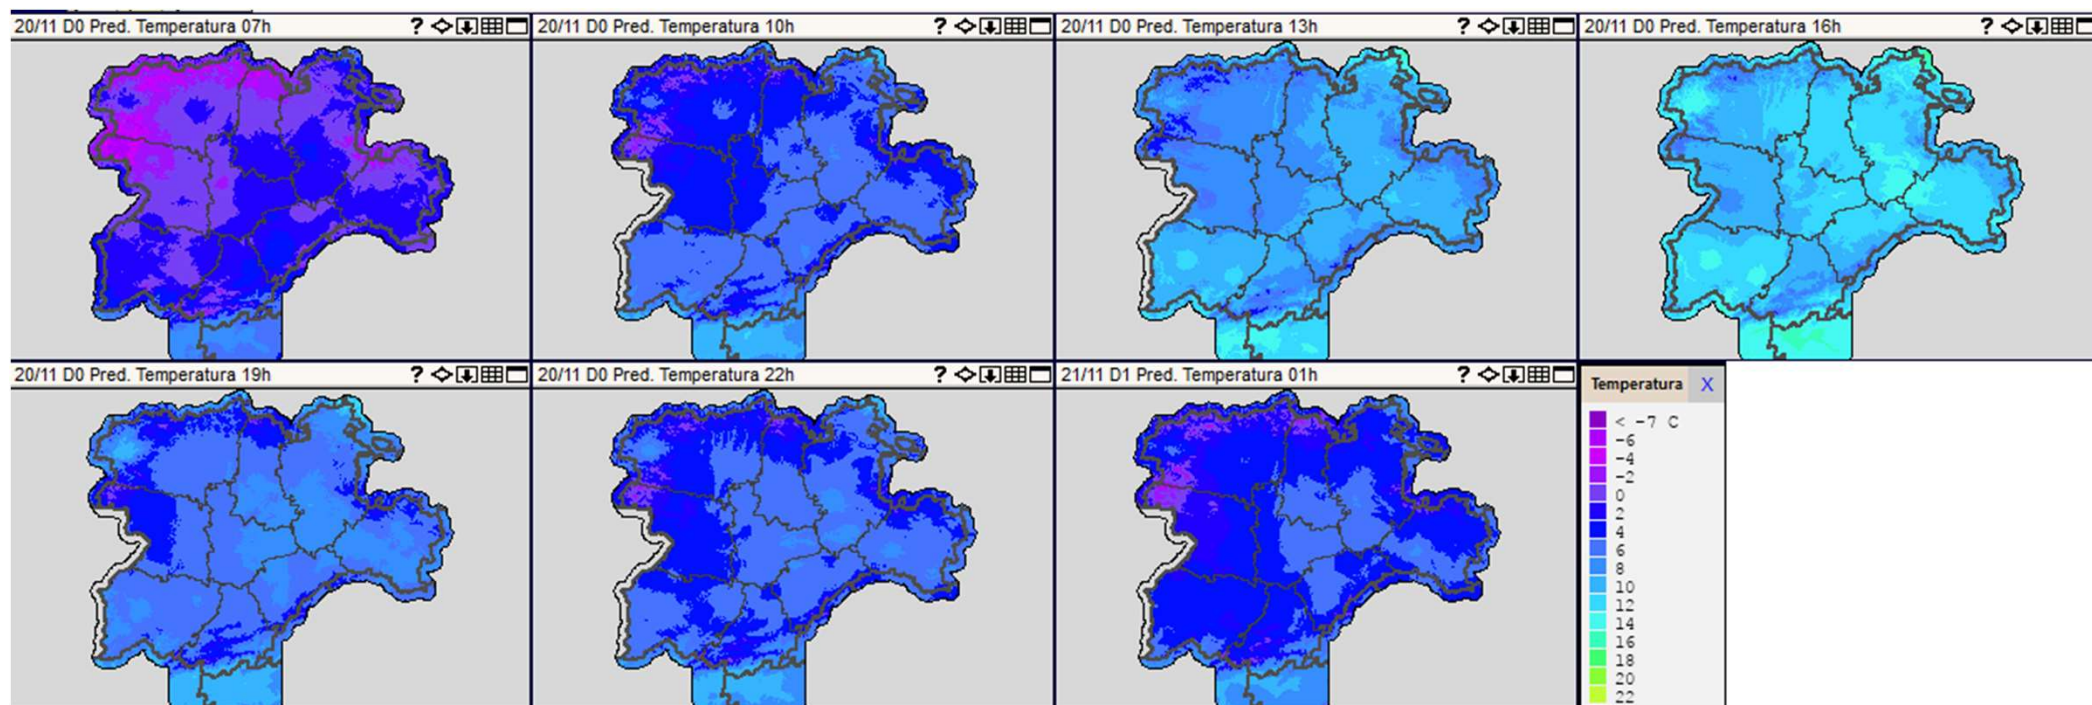 20/11 D0 Pred. Temperatura 07h ?
20/11 D0 Pred. Temperatura 10h ?
20/11 D0 Pred. Temperatura 13h ?
20/11 D0 Pred. Temperatura 16h ?
20/11 D0 Pred. Temperatura 19h ?
20/11 D0 Pred. Temperatura 22h ?
21/11 D1 Pred. Temperatura 01h ?
Temperatura X
< -7 C
-6
-4
-2
0
2
4
6
8
10
12
14
16
18
20
22